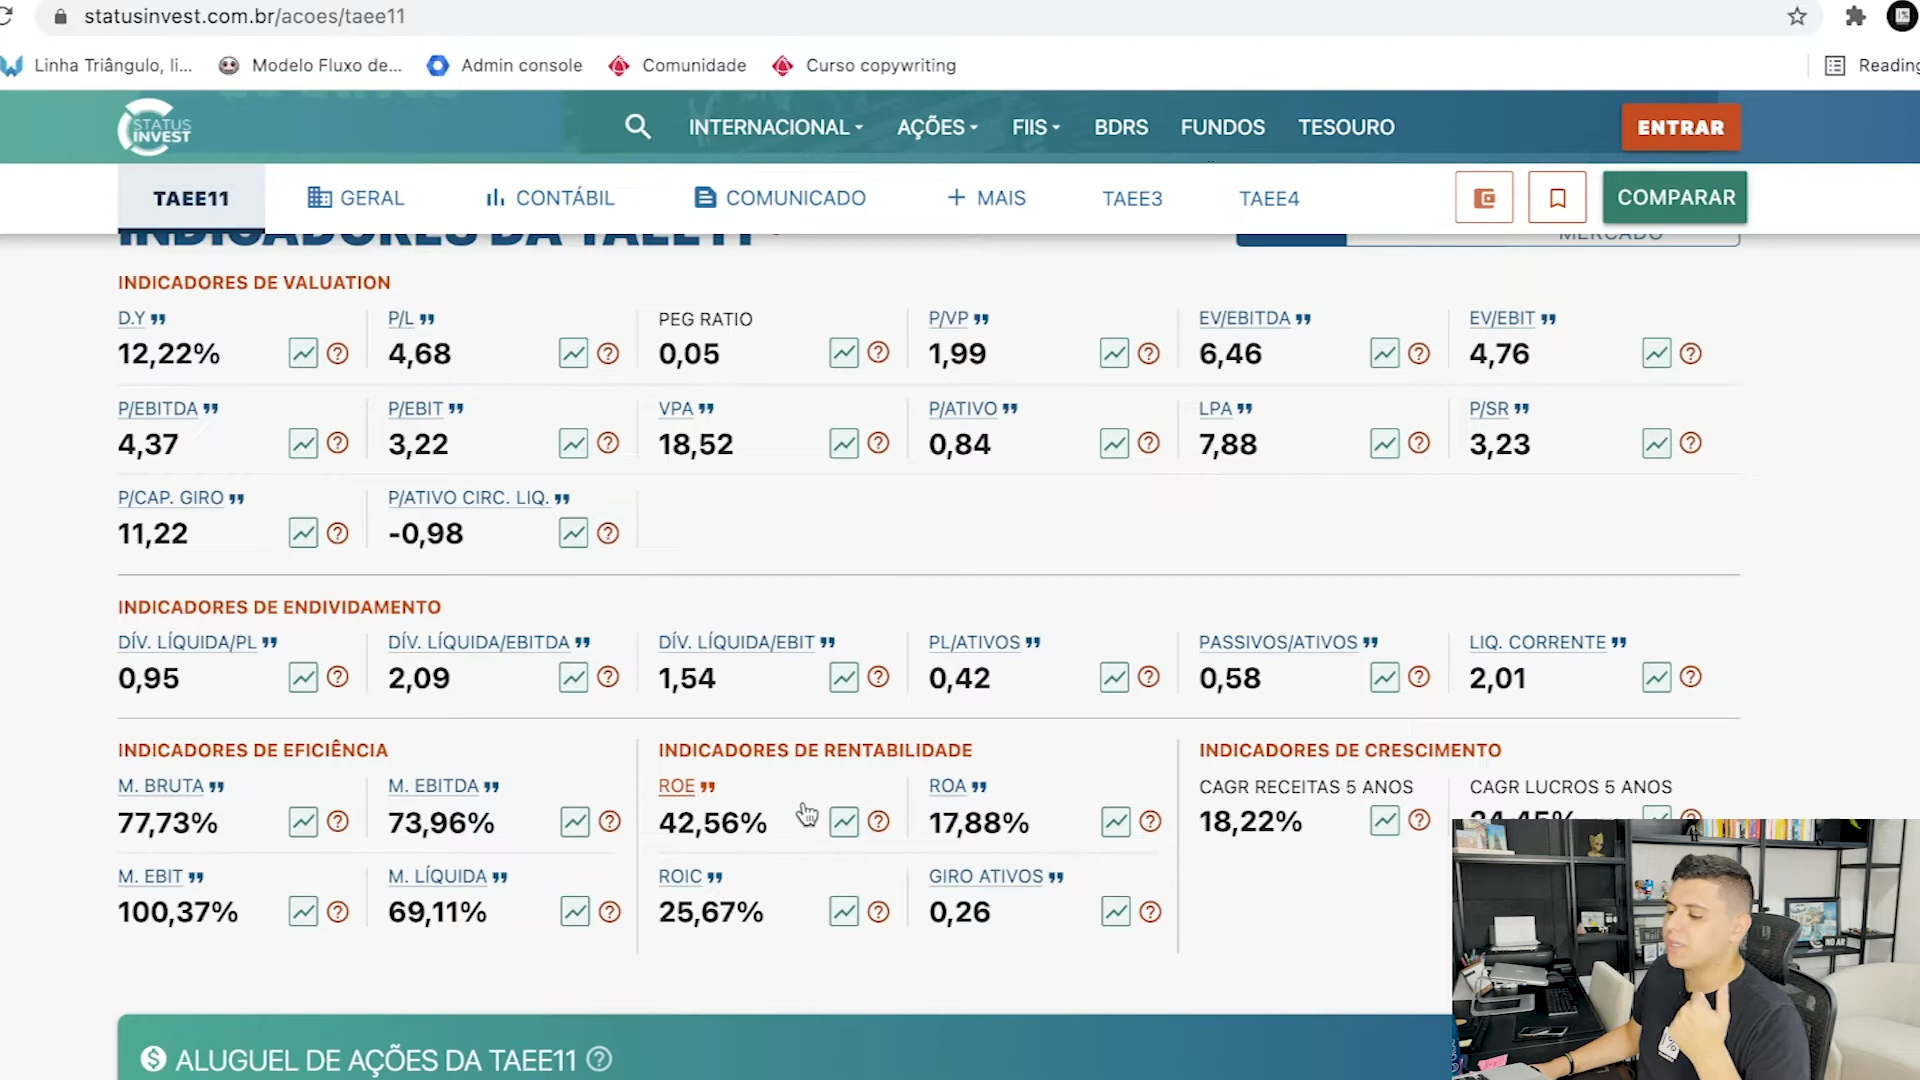 statusinvest.com.br/acoes/taee11
Linha Triângulo, li... Modelo Fluxo de... Admin console Comunidade Curso copywriting Reading
STATUS INVEST INTERNACIONAL AÇÕES FIIS BDRS FUNDOS TESOURO ENTRAR
TAEE11 GERAL CONTÁBIL COMUNICADO + MAIS TAEE3 TAEE4 COMPARAR
INDICADORES DA TAEE11 MERCADO
INDICADORES DE VALUATION
D.Y P/L PEG RATIO P/VP EV/EBITDA EV/EBIT
12,22% 4,68 0,05 1,99 6,46 4,76
P/EBITDA P/EBIT VPA P/ATIVO LPA P/SR
4,37 3,22 18,52 0,84 7,88 3,23
P/CAP. GIRO P/ATIVO CIRC. LIQ.
11,22 -0,98
INDICADORES DE ENDIVIDAMENTO
DÍV. LÍQUIDA/PL DÍV. LÍQUIDA/EBITDA DÍV. LÍQUIDA/EBIT PL/ATIVOS PASSIVOS/ATIVOS LIQ. CORRENTE
0,95 2,09 1,54 0,42 0,58 2,01
INDICADORES DE EFICIÊNCIA INDICADORES DE RENTABILIDADE INDICADORES DE CRESCIMENTO
M. BRUTA M. EBITDA ROE ROA CAGR RECEITAS 5 ANOS CAGR LUCROS 5 ANOS
77,73% 73,96% 42,56% 17,88% 18,22%
M. EBIT M. LÍQUIDA ROIC GIRO ATIVOS
100,37% 69,11% 25,67% 0,26
NO AR
ALUGUEL DE AÇÕES DA TAEE11